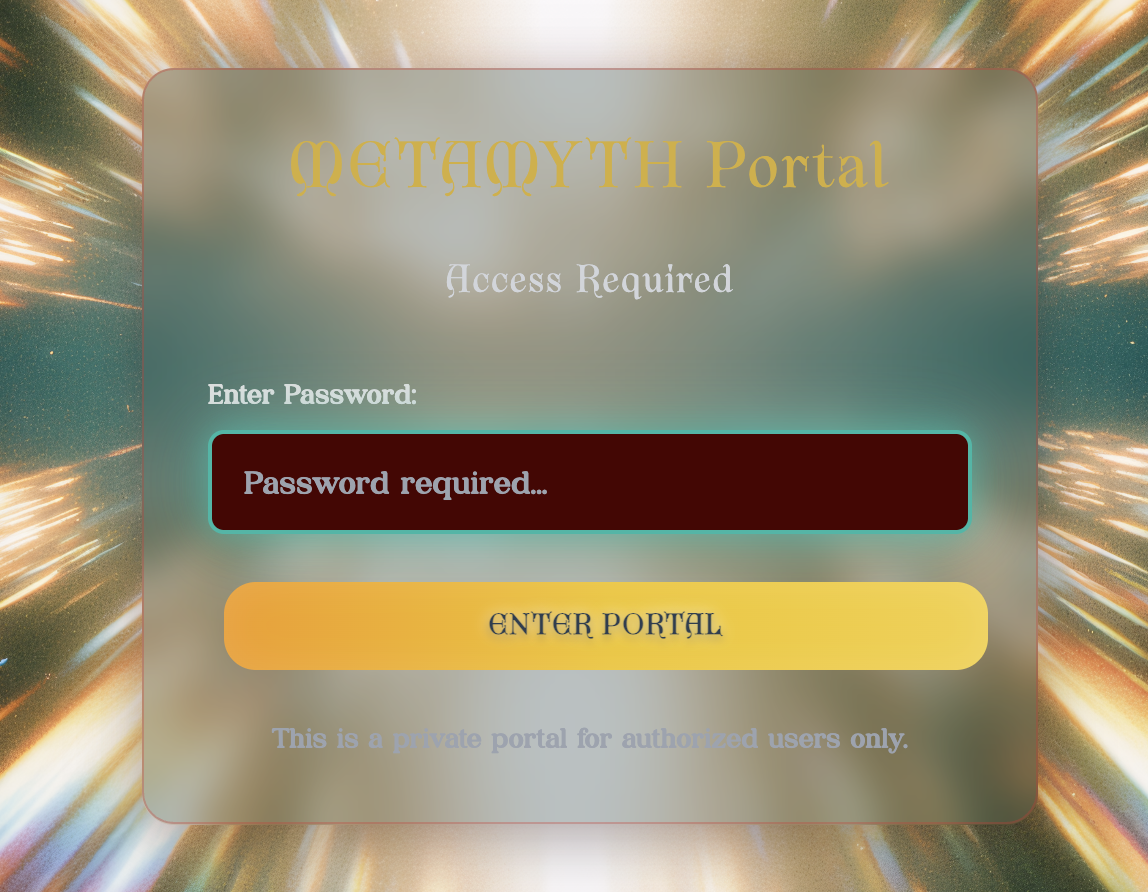 METAMYTH Portal
Access Required
Enter Password:
Password required...
ENTER PORTAL
This is a private portal for authorized users only.